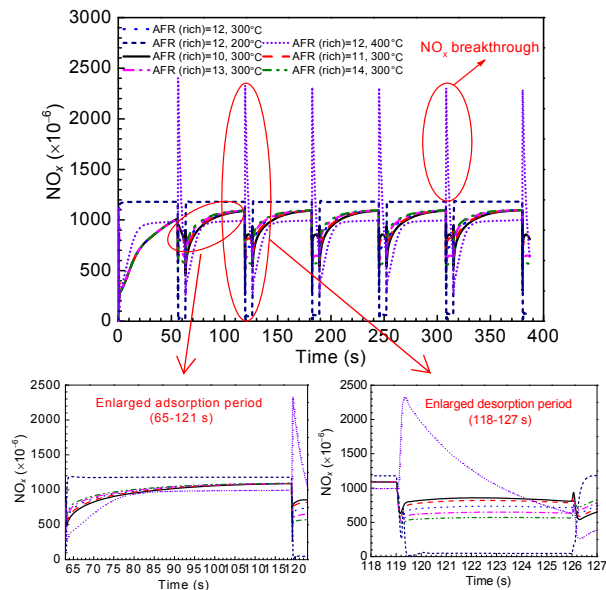 AFR (rich)=12, 300°C
AFR (rich)=12, 200°C AFR (rich)=12, 400°C
AFR (rich)=10, 300°C AFR (rich)=11, 300°C
AFR (rich)=13, 300°C AFR (rich)=14, 300°C
NOx breakthrough
NOx (×10⁻⁶)
3000
2500
2000
1500
1000
500
0
0 50 100 150 200 250 300 350 400
Time (s)
Enlarged adsorption period
(65-121 s)
NOx (×10⁻⁶)
2500
2000
1500
1000
500
0
65 70 75 80 85 90 95 100 105 110 115 120
Time (s)
Enlarged desorption period
(118-127 s)
NOx (×10⁻⁶)
2500
2000
1500
1000
500
0
118 119 120 121 122 123 124 125 126 127
Time (s)